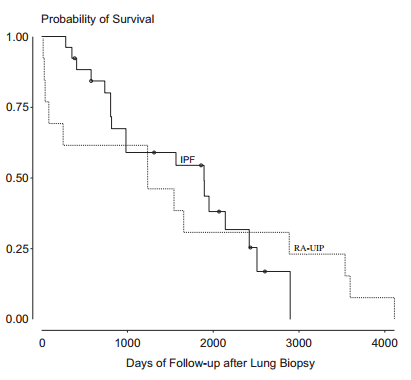 Probability of Survival
1.00
0.75
0.50
0.25
0.00
IPF
RA-UIP
0 1000 2000 3000 4000
Days of Follow-up after Lung Biopsy